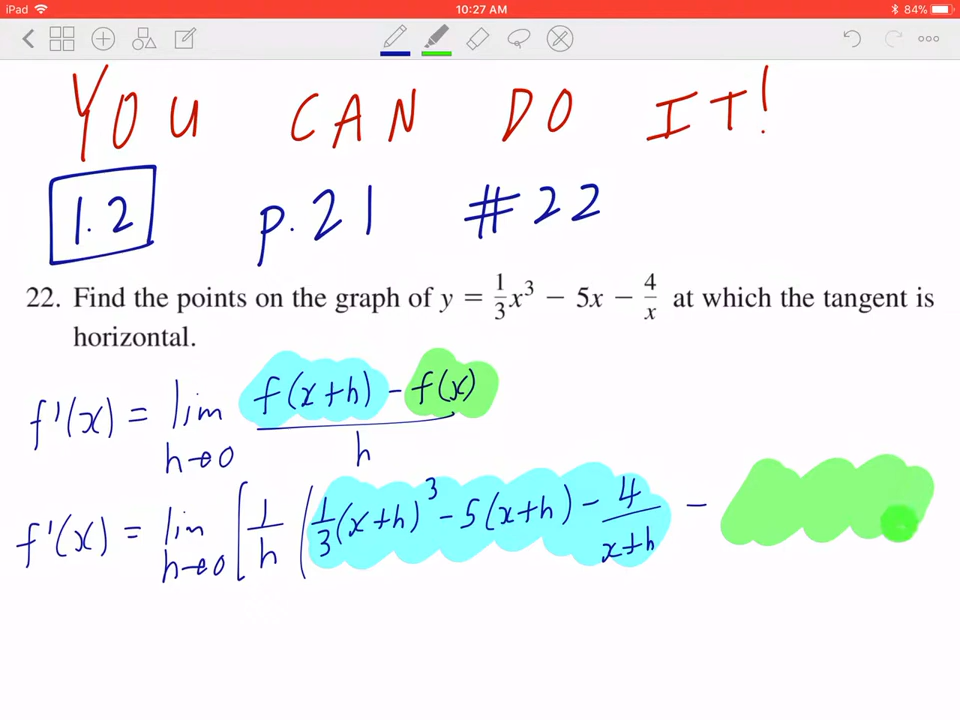 iPad 10:27 AM 84%
YOU CAN DO IT!
1.2 p.21 #22
22. Find the points on the graph of y = 1/3 x³ − 5x − 4/x at which the tangent is
horizontal.
f'(x) = lim h→0 (f(x+h) − f(x))/h
f'(x) = lim h→0 [1/h (1/3(x+h)³ − 5(x+h) − 4/(x+h) −